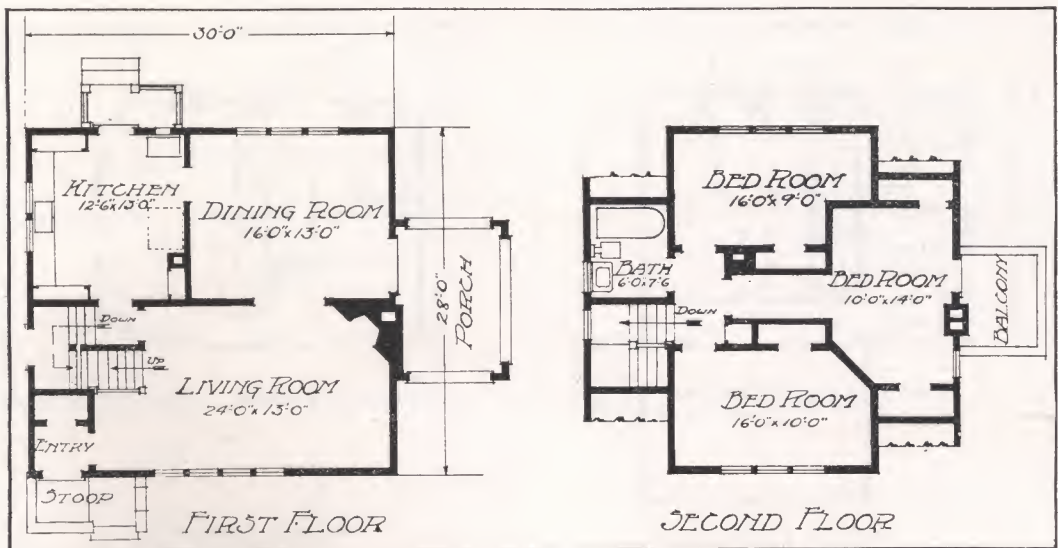 30'-0"
KITCHEN
12'-6"x13'-0"
DINING ROOM
16'-0"x13'-0"
28'-0"
PORCH
DOWN
UP
LIVING ROOM
24'-0"x13'-0"
ENTRY
STOOP
FIRST FLOOR
BED ROOM
16'-0"x9'-0"
BATH
6'-0"x7'-6
BED ROOM
10'-0"x14'-0"
BALCONY
DOWN
BED ROOM
16'-0"x10'-0"
SECOND FLOOR